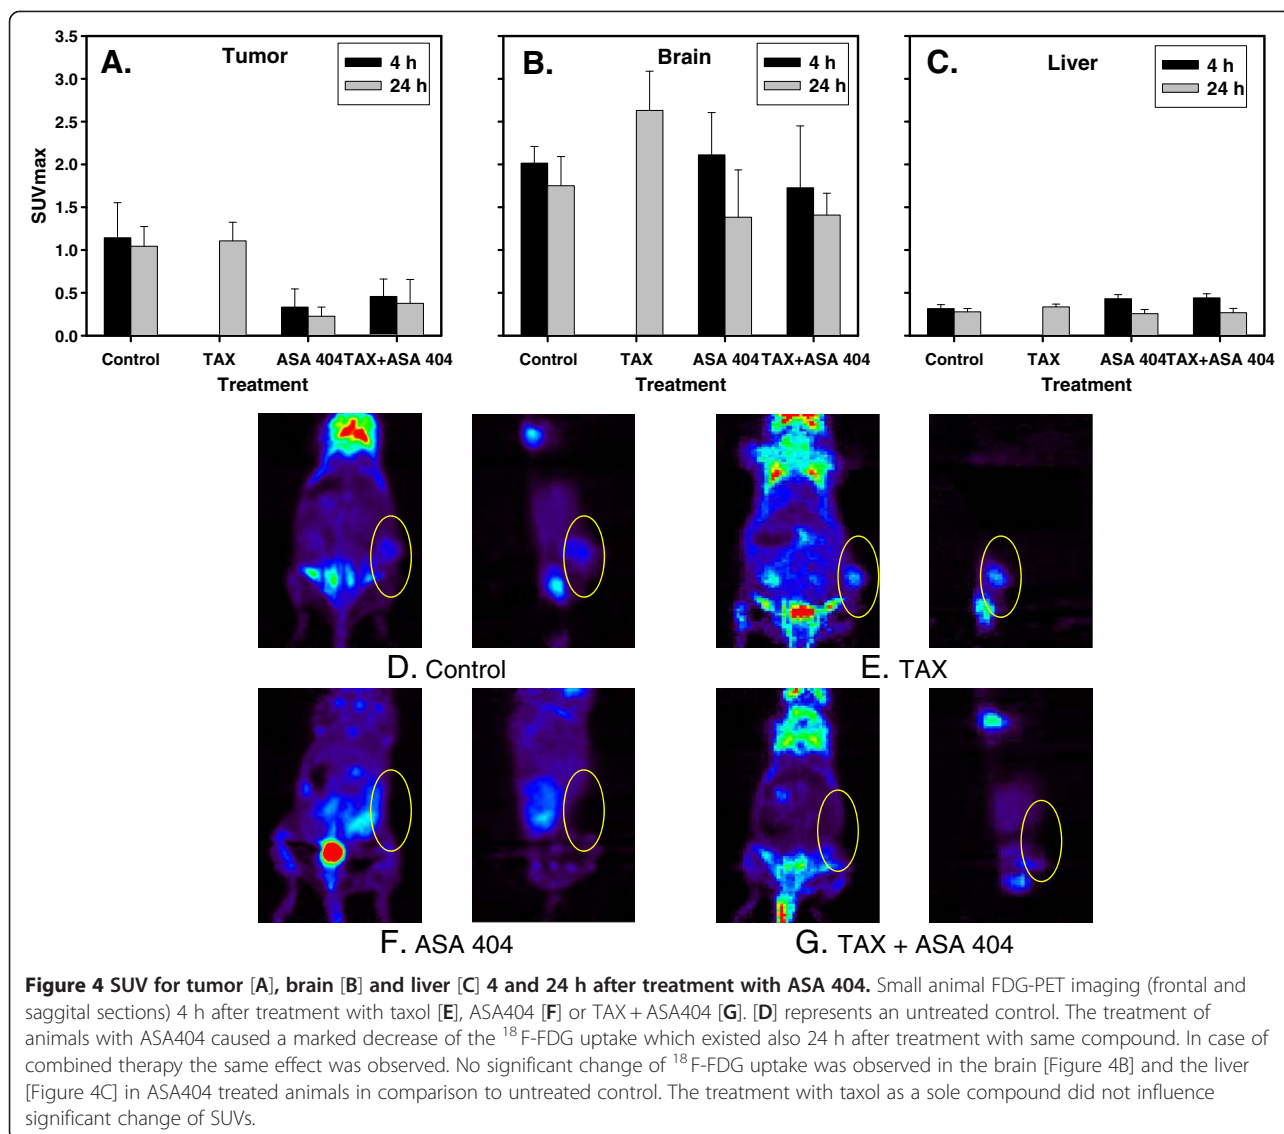 A.
Tumor
4 h
24 h
B.
Brain
4 h
24 h
C.
Liver
4 h
24 h
3.5
3.0
2.5
2.0
1.5
1.0
0.5
0.0
SUVmax
Control TAX ASA 404 TAX+ASA 404
Treatment
Control TAX ASA 404 TAX+ASA 404
Treatment
Control TAX ASA 404 TAX+ASA 404
Treatment
D. Control
E. TAX
F. ASA 404
G. TAX + ASA 404
Figure 4 SUV for tumor [A], brain [B] and liver [C] 4 and 24 h after treatment with ASA 404. Small animal FDG-PET imaging (frontal and
saggital sections) 4 h after treatment with taxol [E], ASA404 [F] or TAX + ASA404 [G]. [D] represents an untreated control. The treatment of
animals with ASA404 caused a marked decrease of the 18 F-FDG uptake which existed also 24 h after treatment with same compound. In case of
combined therapy the same effect was observed. No significant change of 18 F-FDG uptake was observed in the brain [Figure 4B] and the liver
[Figure 4C] in ASA404 treated animals in comparison to untreated control. The treatment with taxol as a sole compound did not influence
significant change of SUVs.